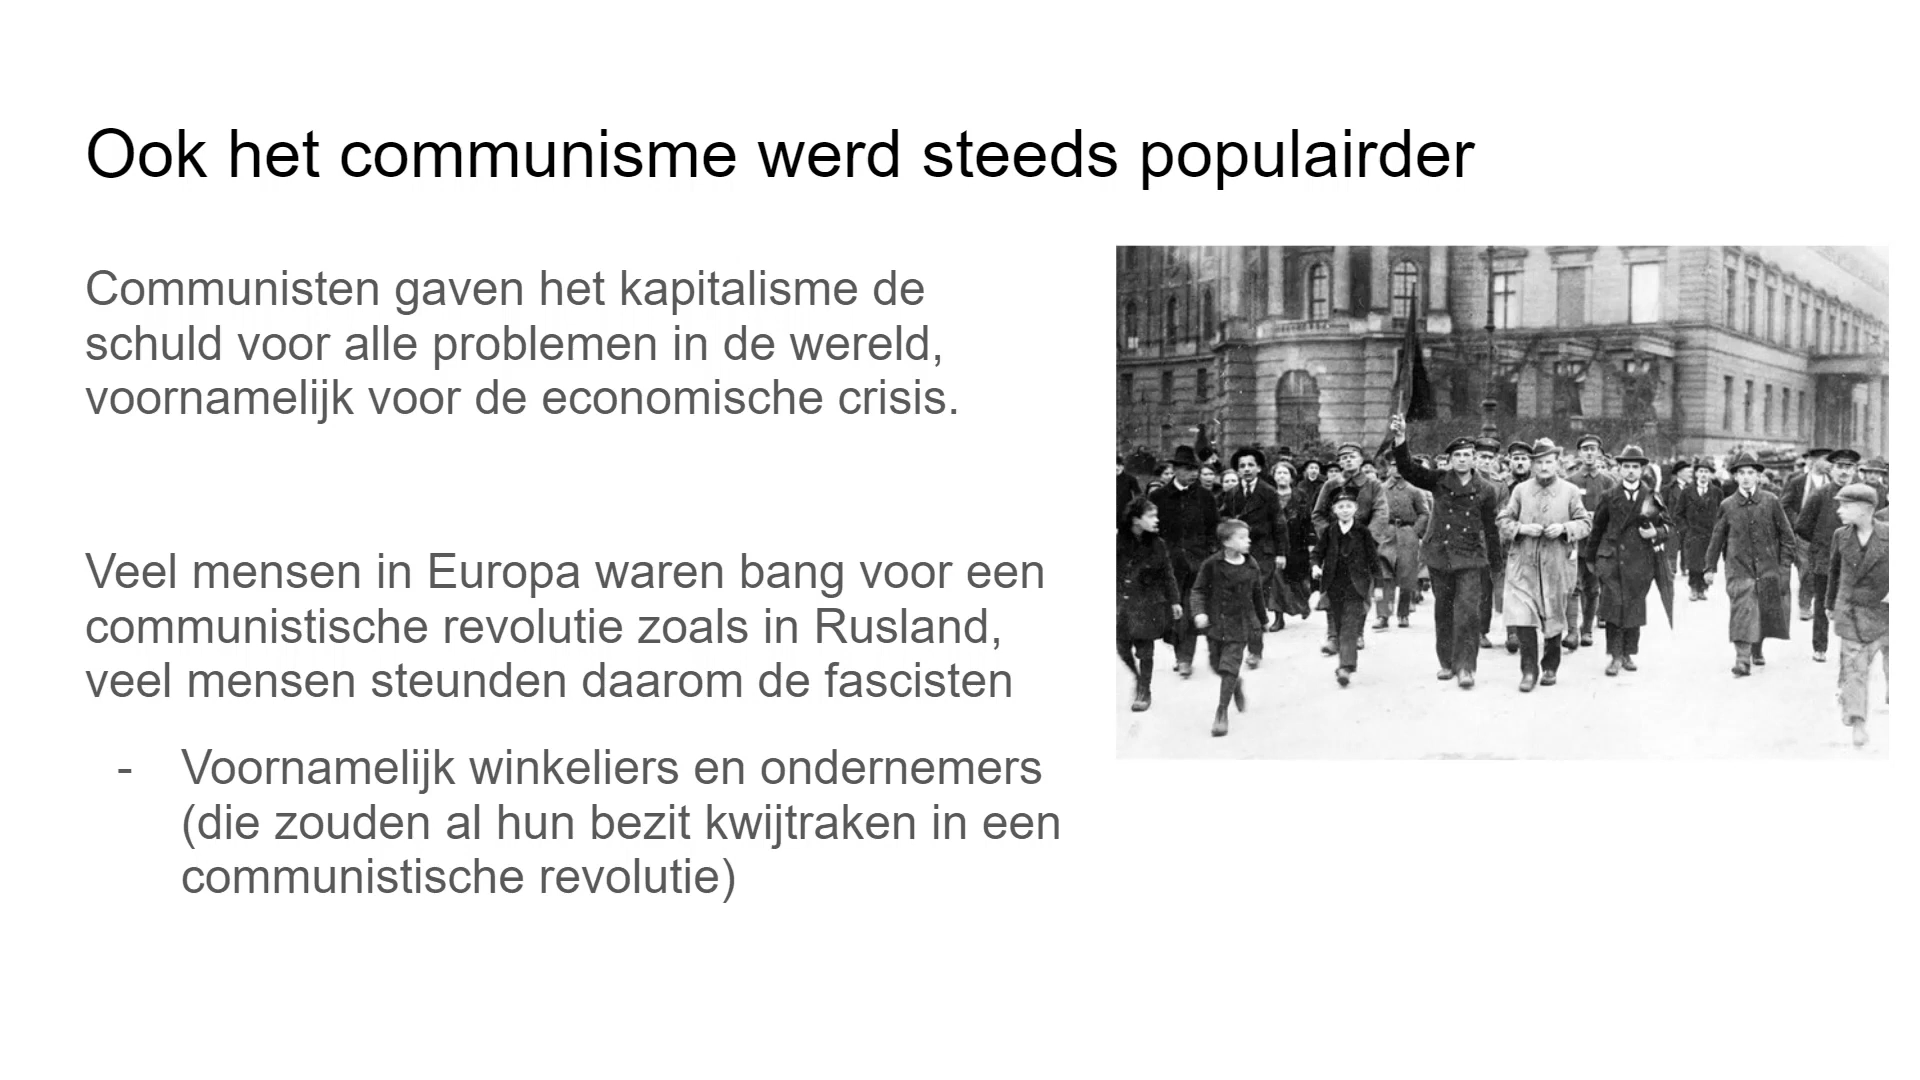 Ook het communisme werd steeds populairder
Communisten gaven het kapitalisme de
schuld voor alle problemen in de wereld,
voornamelijk voor de economische crisis.
Veel mensen in Europa waren bang voor een
communistische revolutie zoals in Rusland,
veel mensen steunden daarom de fascisten
- Voornamelijk winkeliers en ondernemers
(die zouden al hun bezit kwijtraken in een
communistische revolutie)